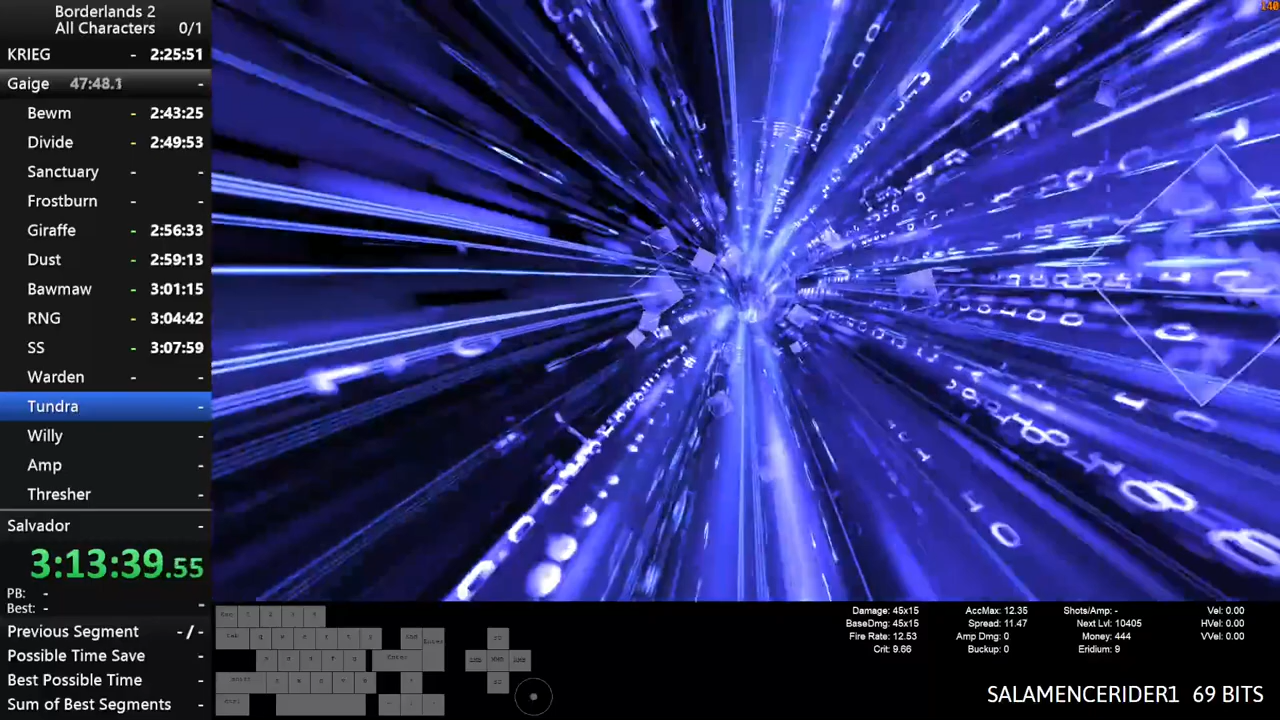 Borderlands 2
All Characters 0/1
KRIEG - 2:25:51
Gaige 47:48.1 -
Bewm - 2:43:25
Divide - 2:49:53
Sanctuary - -
Frostburn - -
Giraffe - 2:56:33
Dust - 2:59:13
Bawmaw - 3:01:15
RNG - 3:04:42
SS - 3:07:59
Warden - -
Tundra -
Willy -
Amp -
Thresher -
Salvador -
3:13:39.55
PB: -
Best: - -
Previous Segment - / -
Possible Time Save -
Best Possible Time -
Sum of Best Segments -
Damage: 45x15 AccMax: 12.35 Shots/Amp: - Vel: 0.00
BaseDmg: 45x15 Spread: 11.47 Next Lvl: 10405 HVel: 0.00
Fire Rate: 12.53 Amp Dmg: 0 Money: 444 VVel: 0.00
Crit: 9.66 Buckup: 0 Eridium: 9
SALAMENCERIDER1 69 BITS